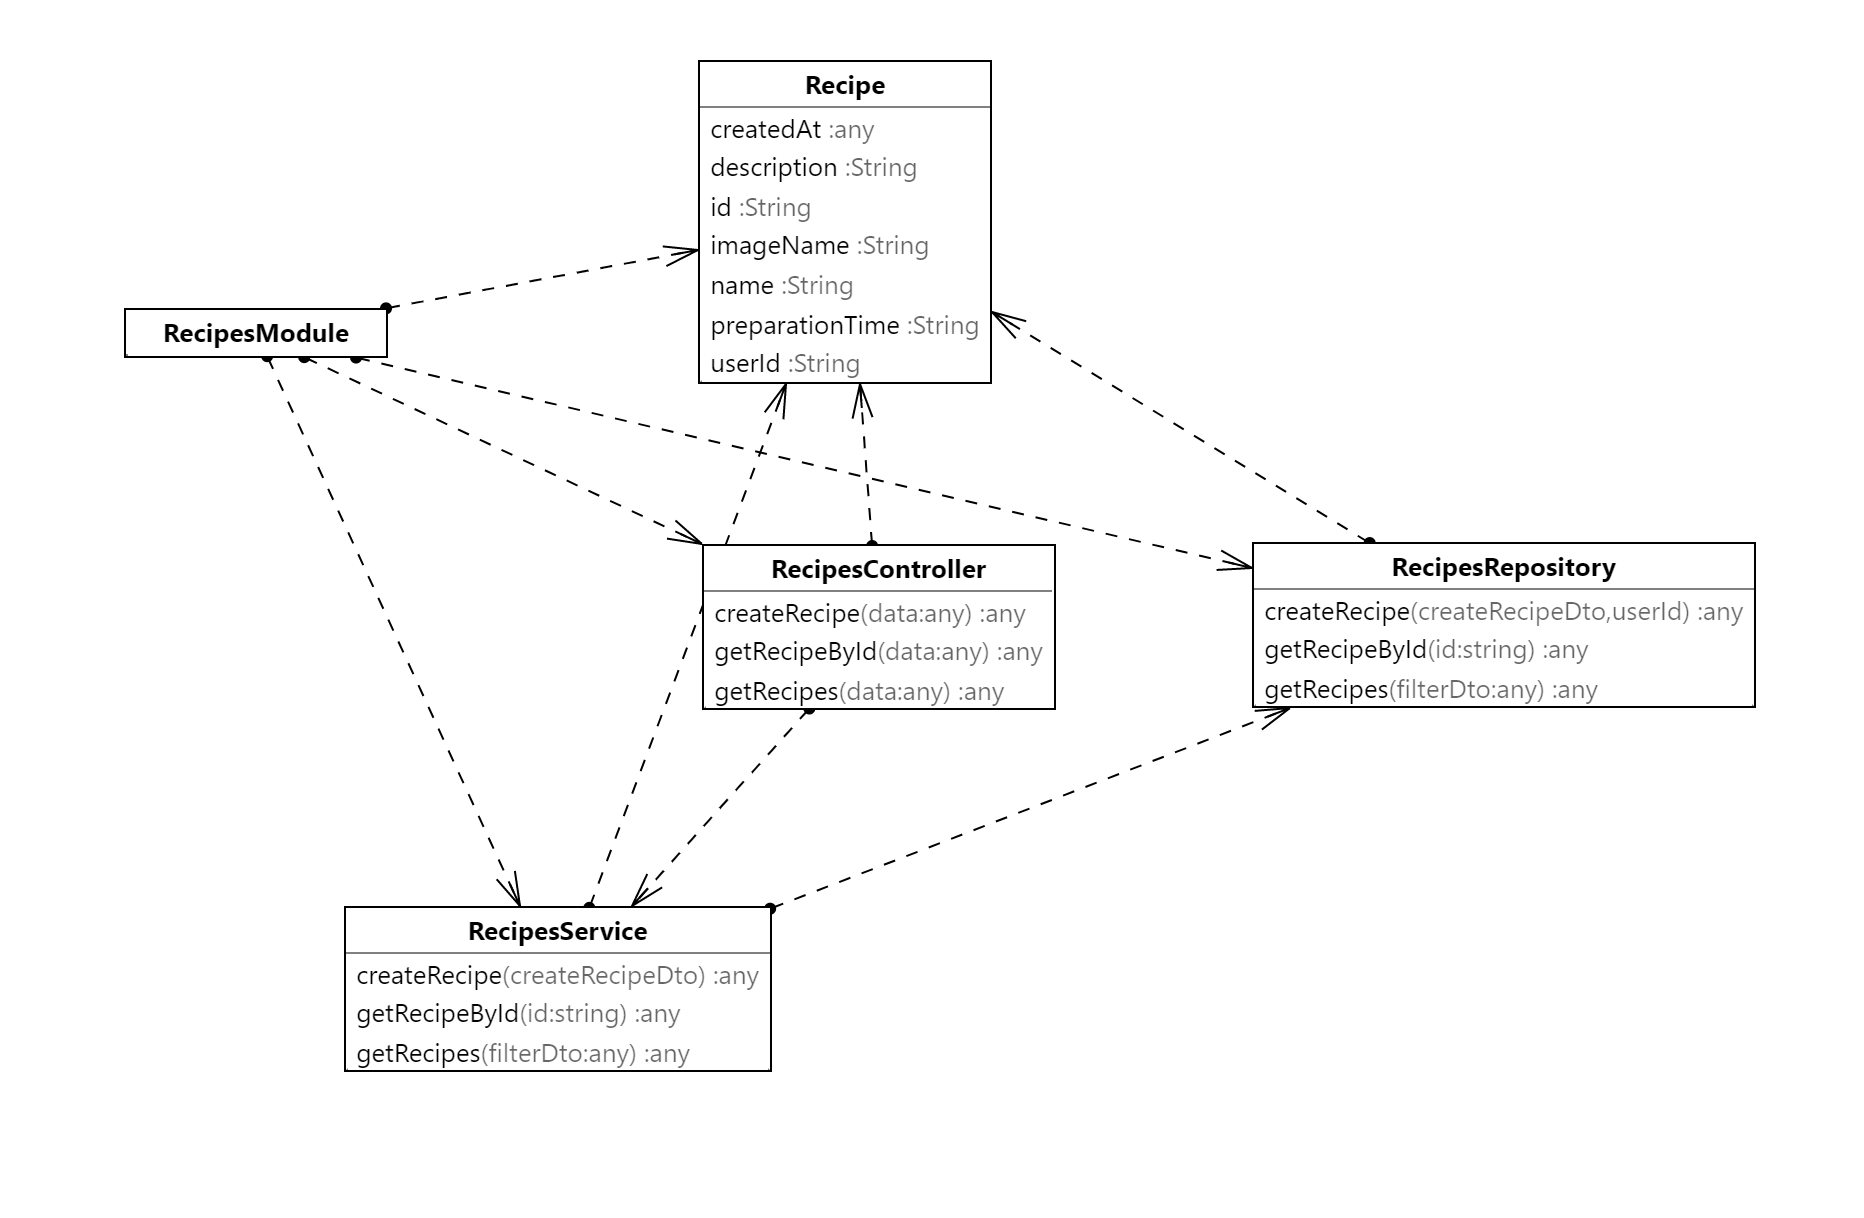 Recipe
createdAt :any
description :String
id :String
imageName :String
name :String
preparationTime :String
userId :String
RecipesModule
RecipesController
createRecipe(data:any) :any
getRecipeById(data:any) :any
getRecipes(data:any) :any
RecipesRepository
createRecipe(createRecipeDto,userId) :any
getRecipeById(id:string) :any
getRecipes(filterDto:any) :any
RecipesService
createRecipe(createRecipeDto) :any
getRecipeById(id:string) :any
getRecipes(filterDto:any) :any